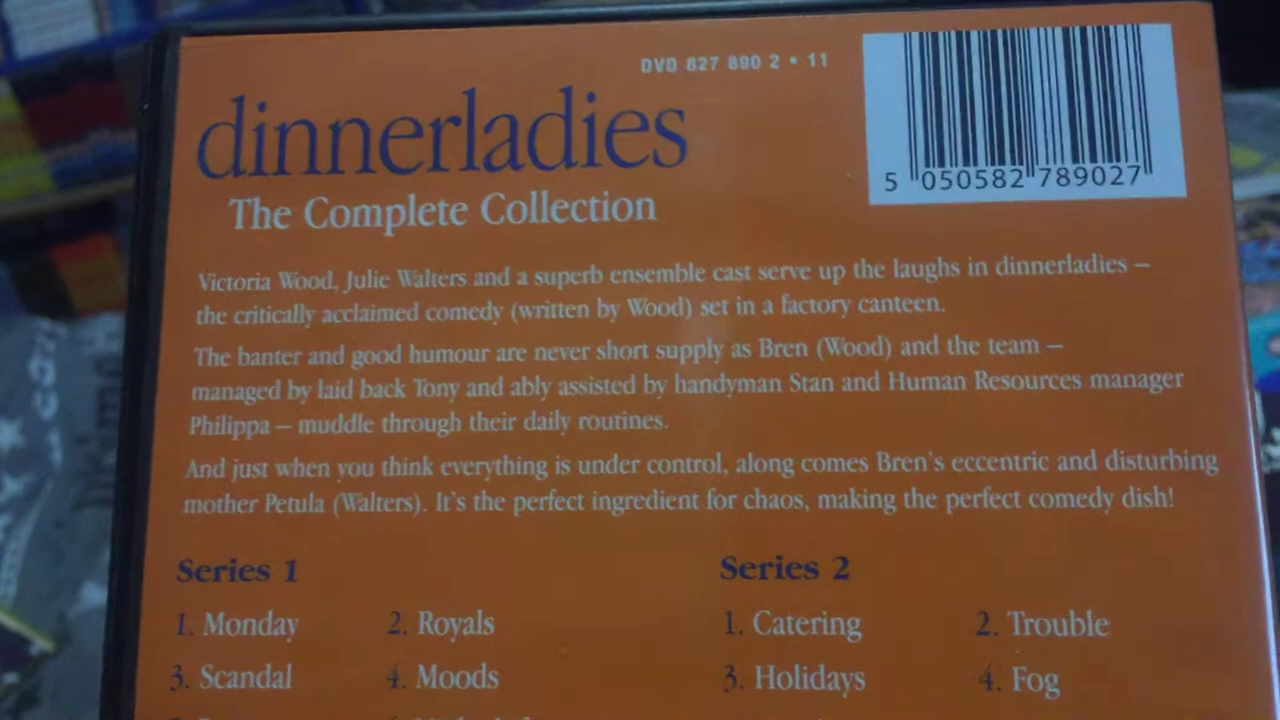 DVD 827 890 2 • 11
dinnerladies
The Complete Collection
5 050582 789027
Victoria Wood, Julie Walters and a superb ensemble cast serve up the laughs in dinnerladies –
the critically acclaimed comedy (written by Wood) set in a factory canteen.
The banter and good humour are never short supply as Bren (Wood) and the team –
managed by laid back Tony and ably assisted by handyman Stan and Human Resources manager
Philippa – muddle through their daily routines.
And just when you think everything is under control, along comes Bren's eccentric and disturbing
mother Petula (Walters). It's the perfect ingredient for chaos, making the perfect comedy dish!
Series 1
1. Monday 2. Royals
3. Scandal 4. Moods
Series 2
1. Catering 2. Trouble
3. Holidays 4. Fog